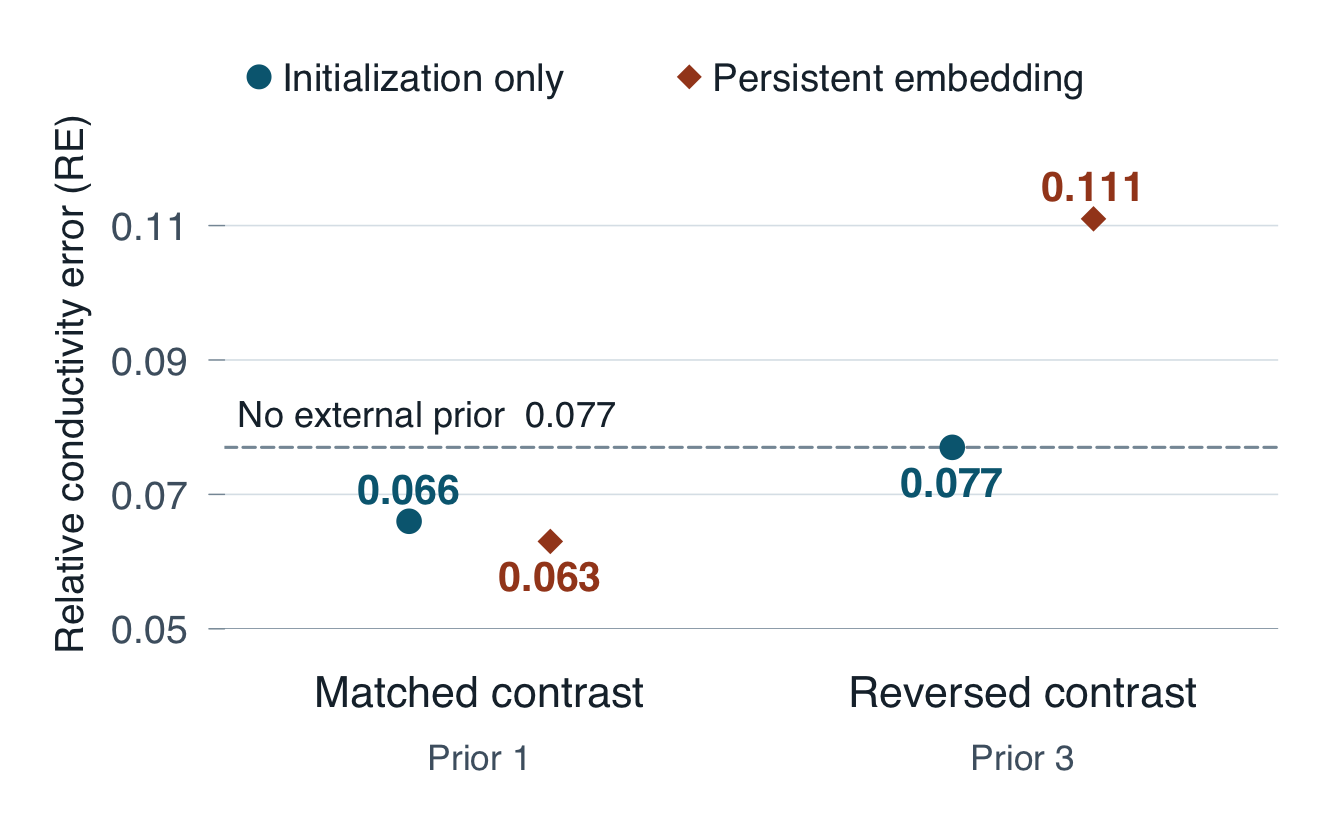 Initialization only
Persistent embedding
Relative conductivity error (RE)
0.111
0.11
0.09
No external prior 0.077
0.066
0.077
0.07
0.063
0.05
Matched contrast
Reversed contrast
Prior 1
Prior 3